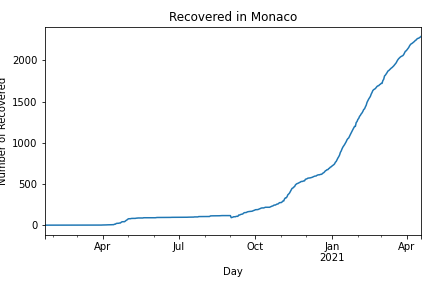 Recovered in Monaco
Number of Recovered
2000
1500
1000
500
0
Apr
Jul
Oct
Jan
2021
Apr
Day